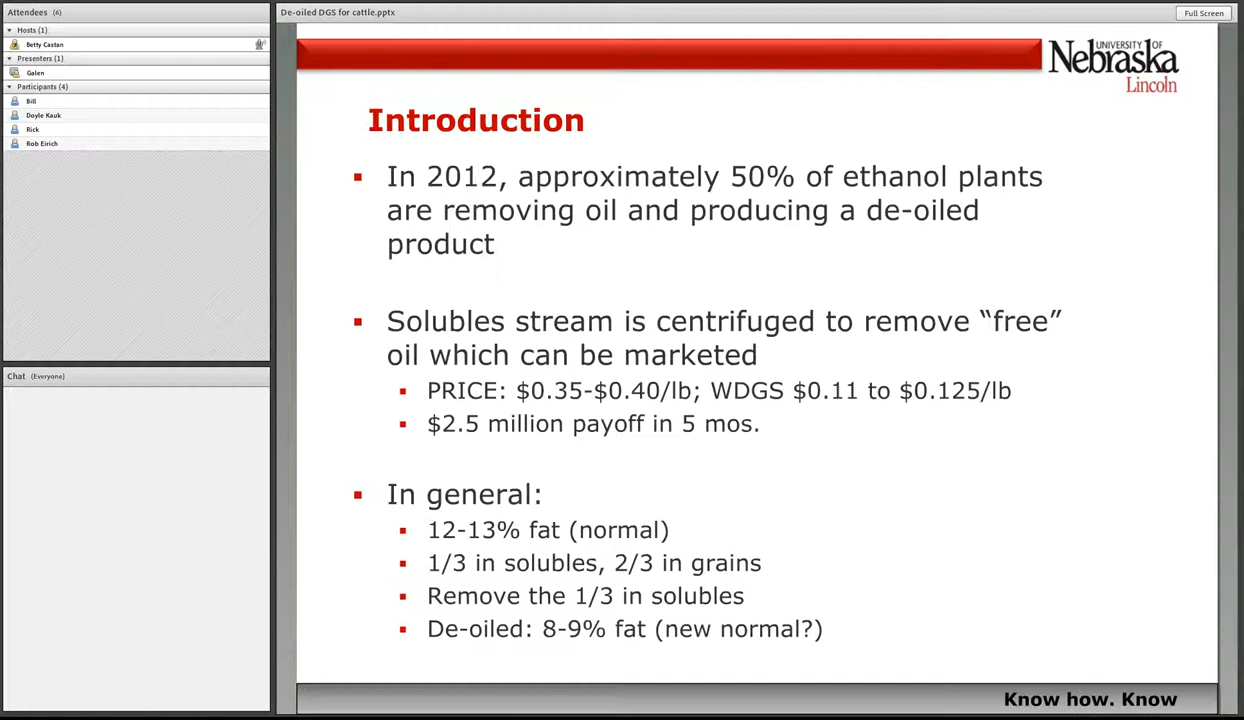 Attendees (6)
Hosts (1)
Betty Castan
Presenters (1)
Galen
Participants (4)
Bill
Doyle Kauk
Rick
Rob Eirich
Chat (Everyone)
De-oiled DGS for cattle.pptx
Full Screen
UNIVERSITY OF
Nebraska
Lincoln
Introduction
In 2012, approximately 50% of ethanol plants
are removing oil and producing a de-oiled
product
Solubles stream is centrifuged to remove “free”
oil which can be marketed
PRICE: $0.35-$0.40/lb; WDGS $0.11 to $0.125/lb
$2.5 million payoff in 5 mos.
In general:
12-13% fat (normal)
1/3 in solubles, 2/3 in grains
Remove the 1/3 in solubles
De-oiled: 8-9% fat (new normal?)
Know how. Know